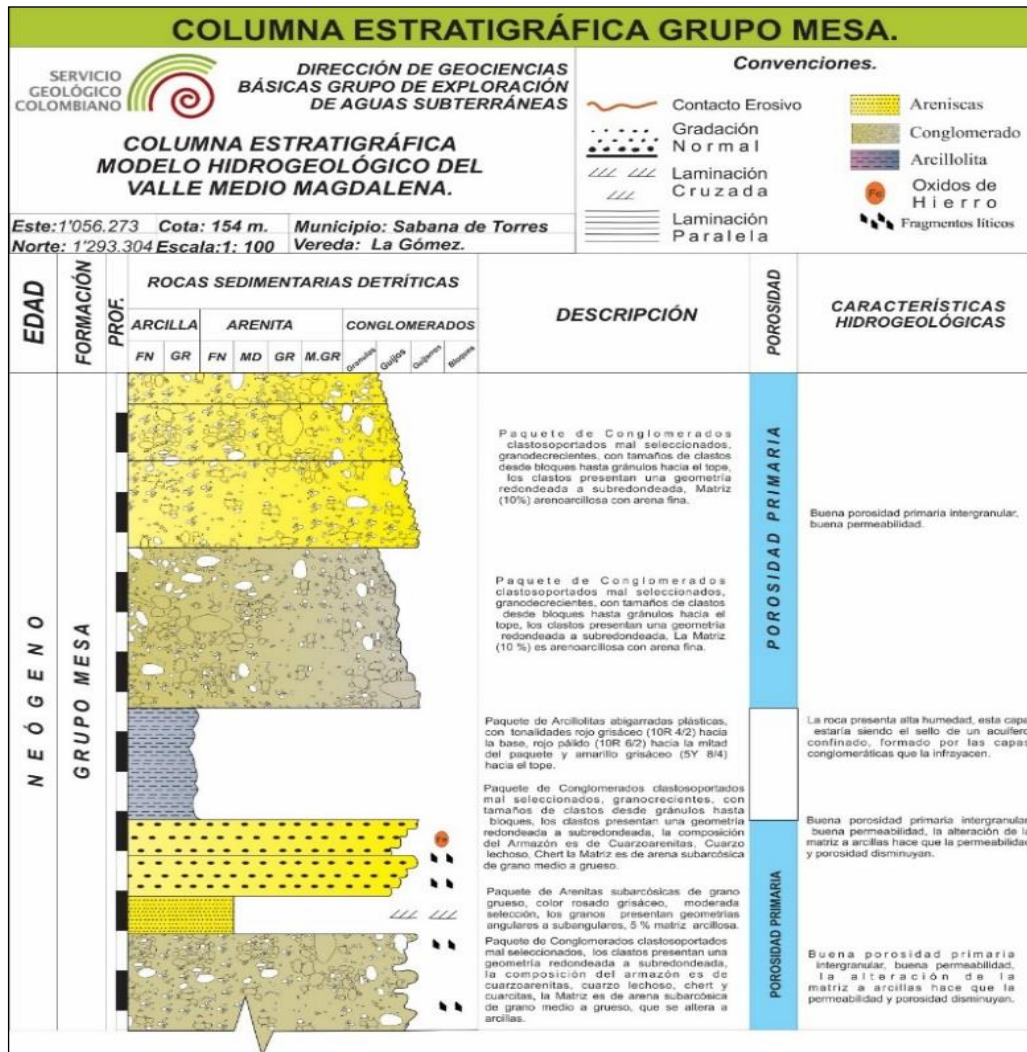 COLUMNA ESTRATIGRÁFICA GRUPO MESA.
SERVICIO
GEOLÓGICO
COLOMBIANO
DIRECCIÓN DE GEOCIENCIAS
BÁSICAS GRUPO DE EXPLORACIÓN
DE AGUAS SUBTERRÁNEAS
COLUMNA ESTRATIGRÁFICA
MODELO HIDROGEOLÓGICO DEL
VALLE MEDIO MAGDALENA.
Este:1'056.273 Cota: 154 m. Municipio: Sabana de Torres
Norte: 1'293.304 Escala:1: 100 Vereda: La Gómez.
Convenciones.
Contacto Erosivo
Gradación
Normal
Laminación
Cruzada
Laminación
Paralela
Areniscas
Conglomerado
Arcillolita
Fe
Oxidos de
Hierro
Fragmentos líticos
EDAD
FORMACIÓN
PROF.
ROCAS SEDIMENTARIAS DETRÍTICAS
ARCILLA ARENITA CONGLOMERADOS
FN GR FN MD GR M.GR Granulos Guijos Guijarros Bloques
DESCRIPCIÓN
POROSIDAD
CARACTERÍSTICAS
HIDROGEOLÓGICAS
NEÓGENO
GRUPO MESA
Paquete de Conglomerados
clastosoportados mal seleccionados,
granodecrecientes, con tamaños de clastos
desde bloques hasta gránulos hacia el tope,
los clastos presentan una geometría
redondeada a subredondeada, Matriz
(10%) arenoarcillosa con arena fina.
POROSIDAD PRIMARIA
Buena porosidad primaria intergranular,
buena permeabilidad.
Paquete de Conglomerados
clastosoportados mal seleccionados,
granodecrecientes, con tamaños de clastos
desde bloques hasta gránulos hacia el
tope, los clastos presentan una geometría
redondeada a subredondeada, La Matriz
(10 %) es arenoarcillosa con arena fina.
Paquete de Arcillolitas abigarradas plásticas,
con tonalidades rojo grisáceo (10R 4/2) hacia
la base, rojo pálido (10R 6/2) hacia la mitad
del paquete y amarillo grisáceo (5Y 8/4)
hacia el tope.
La roca presenta alta humedad, esta capa
estaría siendo el sello de un acuífero
confinado, formado por las capas
conglomeráticas que la infrayacen.
Paquete de Conglomerados clastosoportados
mal seleccionados, granocrecientes, con
tamaños de clastos desde gránulos hasta
bloques, los clastos presentan una geometría
redondeada a subredondeada, la composición
del Armazón es de Cuarzoarenitas, Cuarzo
lechoso, Chert la Matriz es de arena subarcósica
de grano medio a grueso.
Fe
Buena porosidad primaria intergranular,
buena permeabilidad, la alteración de la
matriz a arcillas hace que la permeabilidad
y porosidad disminuyan.
Paquete de Arenitas subarcósicas de grano
grueso, color rosado grisáceo, moderada
selección, los granos presentan geometrías
angulares a subangulares, 5 % matriz arcillosa.
POROSIDAD PRIMARIA
Paquete de Conglomerados clastosoportados
mal seleccionados, los clastos presentan una
geometría redondeada a subredondeada,
la composición del armazón es de
cuarzoarenitas, cuarzo lechoso, chert y
cuarcitas, la Matriz es de arena subarcósica
de grano medio a grueso, que se altera a
arcillas.
Buena porosidad primaria
intergranular, buena permeabilidad,
la alteración de la
matriz a arcillas hace que la
permeabilidad y porosidad disminuyan.